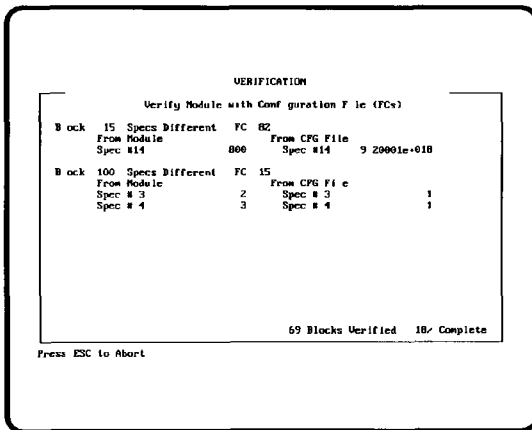 VERIFICATION
Verify Module with Conf guration F le (FCs)
B ock 15 Specs Different FC 82
From Module From CFG File
Spec #14 800 Spec #14 9 20001e+018
B ock 100 Specs Different FC 15
From Module From CFG Fi e
Spec # 3 2 Spec # 3 1
Spec # 4 3 Spec # 4 1
69 Blocks Verified 10/ Complete
Press ESC to Abort